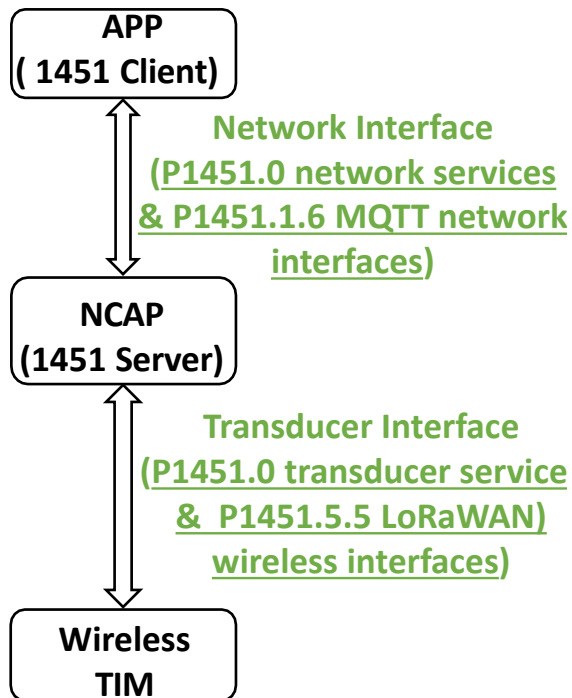 APP
( 1451 Client)
Network Interface
(P1451.0 network services
& P1451.1.6 MQTT network
interfaces)
NCAP
(1451 Server)
Transducer Interface
(P1451.0 transducer service
& P1451.5.5 LoRaWAN)
wireless interfaces)
Wireless
TIM